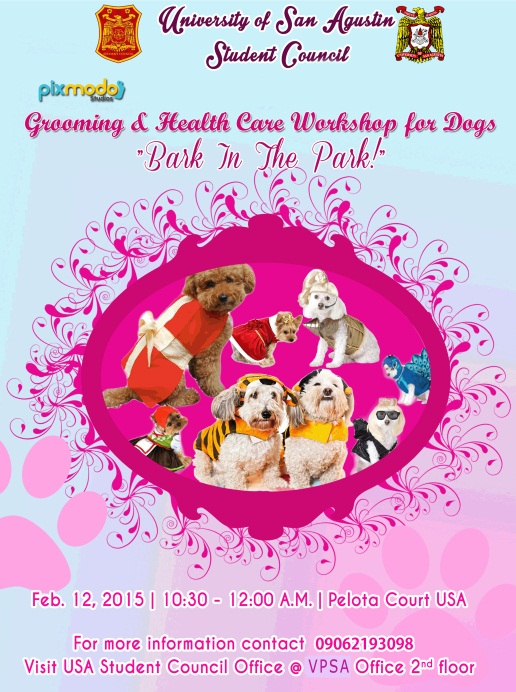 University of San Agustin
Student Council
pixmodo
Studios
Grooming & Health Care Workshop for Dogs
"Bark In The Park!"
Feb. 12, 2015 | 10:30 - 12:00 A.M. | Pelota Court USA
For more information contact 09062193098
Visit USA Student Council Office @ VPSA Office 2nd floor